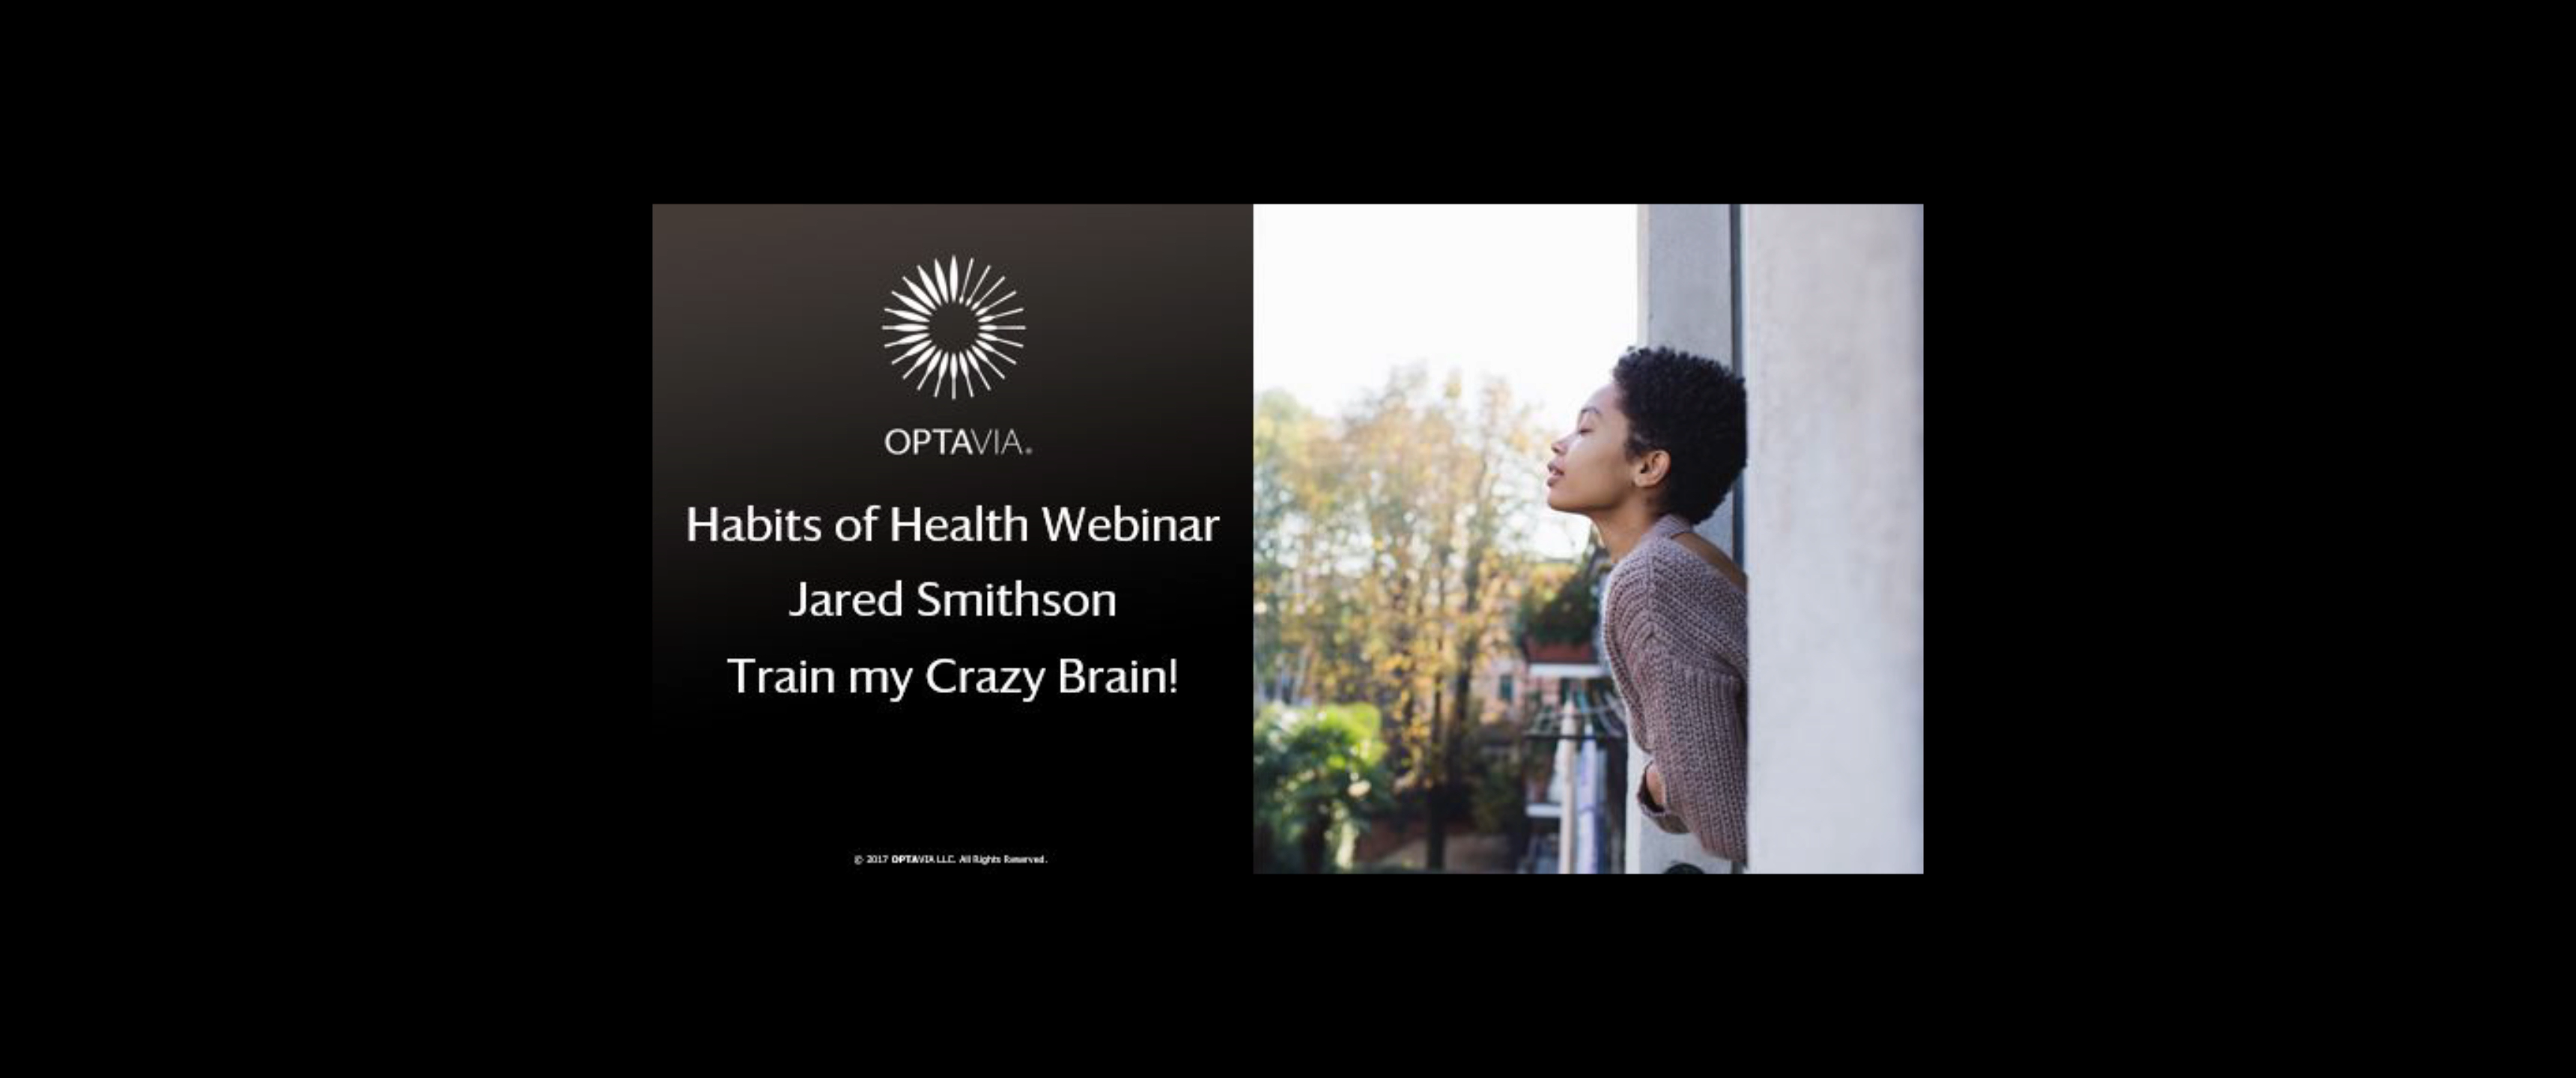 OPTAVIA®
Habits of Health Webinar
Jared Smithson
Train my Crazy Brain!
© 2017 OPTAVIA LLC. All Rights Reserved.